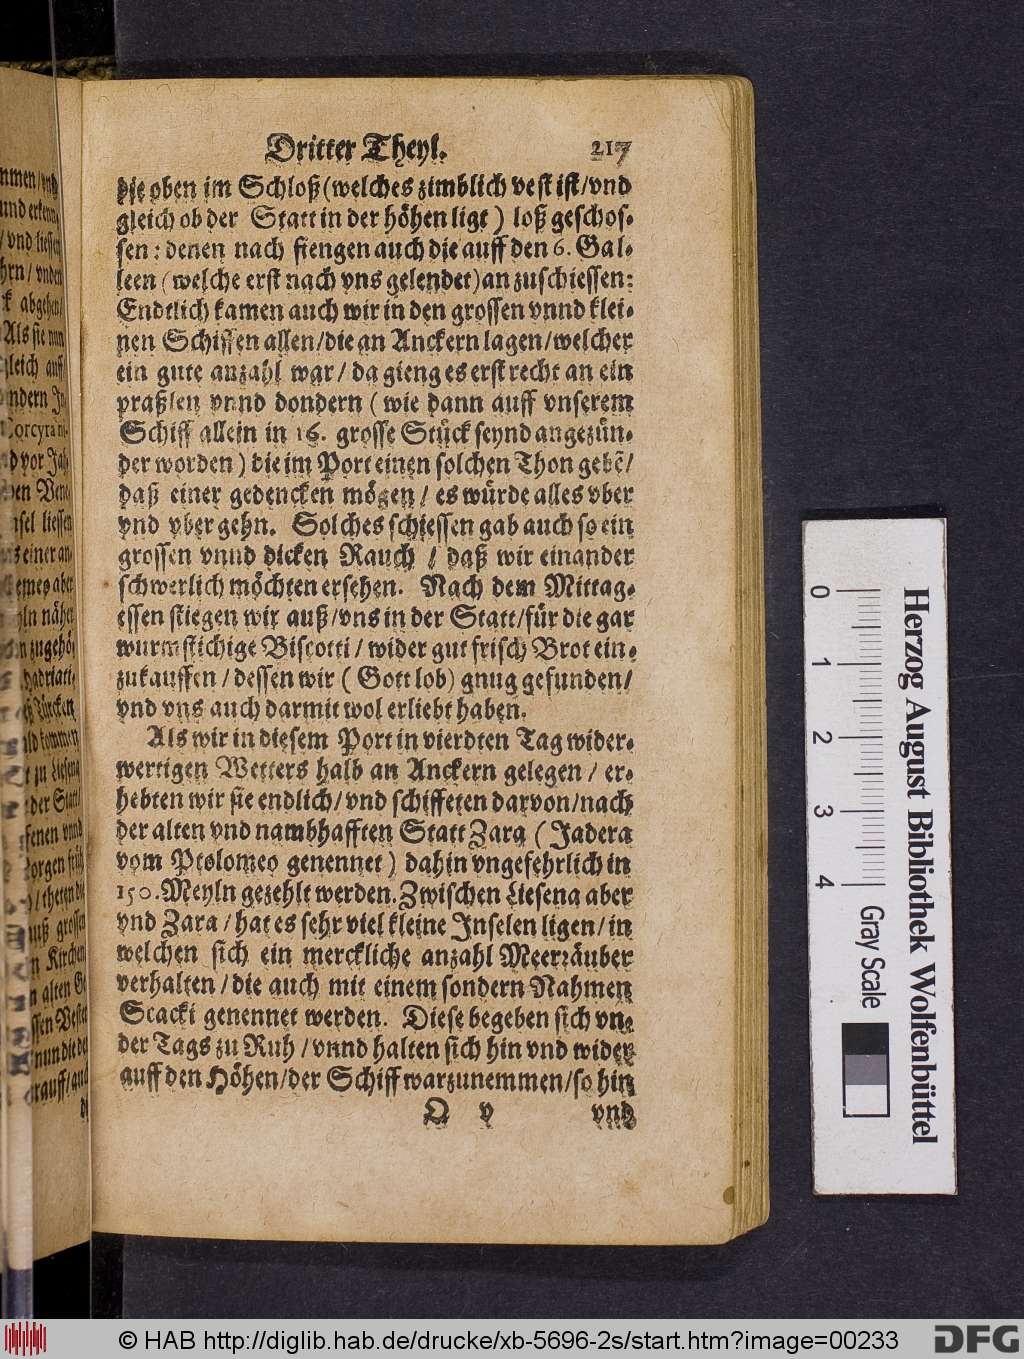 Dritter Theyl. 217
die oben im Schloß (welches zimblich vest ist / vnd
gleich ob der Statt in der höhen ligt ) loß geschos-
sen : denen nach fiengen auch die auff den 6. Gal-
leen ( welche erst nach vns gelendet) an zuschiessen:
Endtlich kamen auch wir in den grossen vnnd klei-
nen Schiffen allen / die an Anckern lagen / welcher
ein gute anzahl war / da gieng es erst recht an ein
praßlen vnnd dondern ( wie dann auff vnserem
Schiff allein in 16. grosse Stück seynd angezün-
der worden ) die im Port einen solchen Thon gebẽ /
daß einer gedencken mögen / es würde alles vber
vnd vber gehn. Solches schiessen gab auch so ein
grossen vnnd dicken Rauch / daß wir einander
schwerlich möchten ersehen. Nach dem Mittag-
essen stiegen wir auß / vns in der Statt / für die gar
wurmstichige Biscotti / wider gut frisch Brot ein-
zukauffen / dessen wir ( Gott lob) gnug gefunden /
vnd vns auch darmit wol erliebt haben.
Als wir in diesem Port in vierdten Tag wider-
wertigen Wetters halb an Anckern gelegen / er-
hebten wir sie endlich / vnd schiffeten darvon / nach
der alten vnd nambhafften Statt Zara ( Jadera
vom Ptolomeo genennet ) dahin vngefehrlich in
150. Meyln gezehlt werden. Zwischen Liesena aber
vnd Zara / hat es sehr viel kleine Inselen ligen / in
welchen sich ein merckliche anzahl Meerräuber
verhalten / die auch mit einem sondern Nahmen
Scacki genennet werden. Diese begeben sich vn-
der Tags zu Ruh / vnnd halten sich hin vnd wider
auff den Höhen / der Schiff warzunemmen / so hin
Q v vnd
0 1 2 3 4
Herzog August Bibliothek Wolfenbüttel
Gray Scale
© HAB http://diglib.hab.de/drucke/xb-5696-2s/start.htm?image=00233
DFG